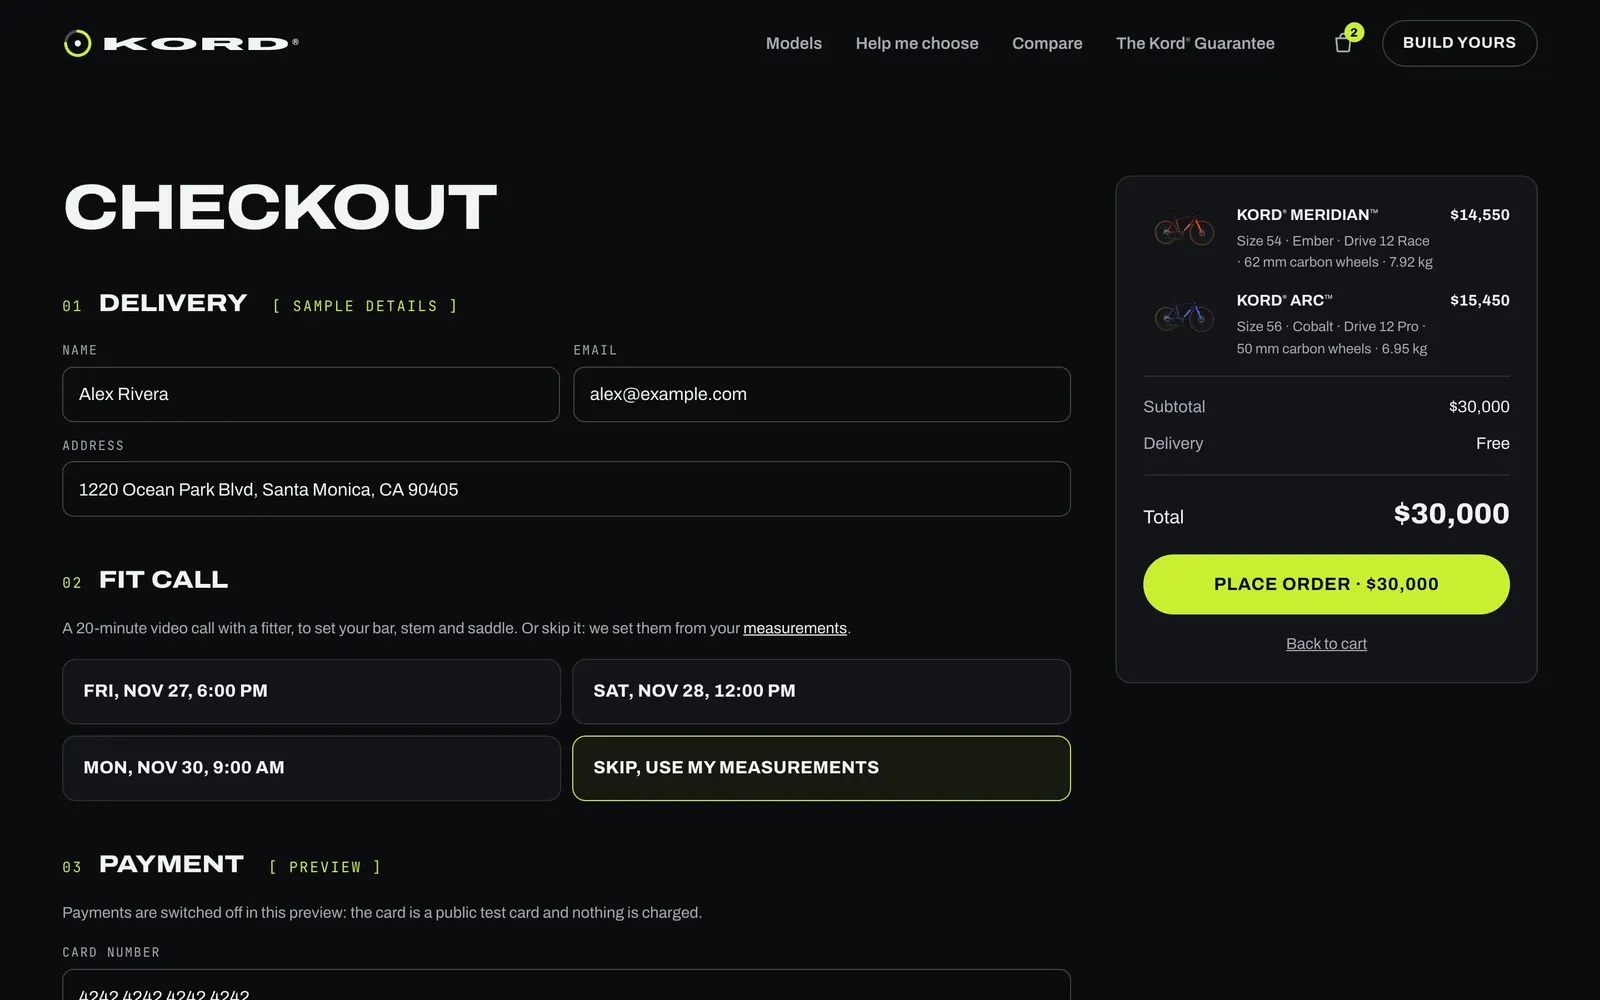 KORD®
Models
Help me choose
Compare
The Kord® Guarantee
2
BUILD YOURS
CHECKOUT
01 DELIVERY [ SAMPLE DETAILS ]
NAME
Alex Rivera
EMAIL
alex@example.com
ADDRESS
1220 Ocean Park Blvd, Santa Monica, CA 90405
02 FIT CALL
A 20-minute video call with a fitter, to set your bar, stem and saddle. Or skip it: we set them from your measurements.
FRI, NOV 27, 6:00 PM
SAT, NOV 28, 12:00 PM
MON, NOV 30, 9:00 AM
SKIP, USE MY MEASUREMENTS
03 PAYMENT [ PREVIEW ]
Payments are switched off in this preview: the card is a public test card and nothing is charged.
CARD NUMBER
4242 4242 4242 4242
KORD® MERIDIAN™ $14,550
Size 54 · Ember · Drive 12 Race
· 62 mm carbon wheels · 7.92 kg
KORD® ARC™ $15,450
Size 56 · Cobalt · Drive 12 Pro ·
50 mm carbon wheels · 6.95 kg
Subtotal $30,000
Delivery Free
Total $30,000
PLACE ORDER · $30,000
Back to cart